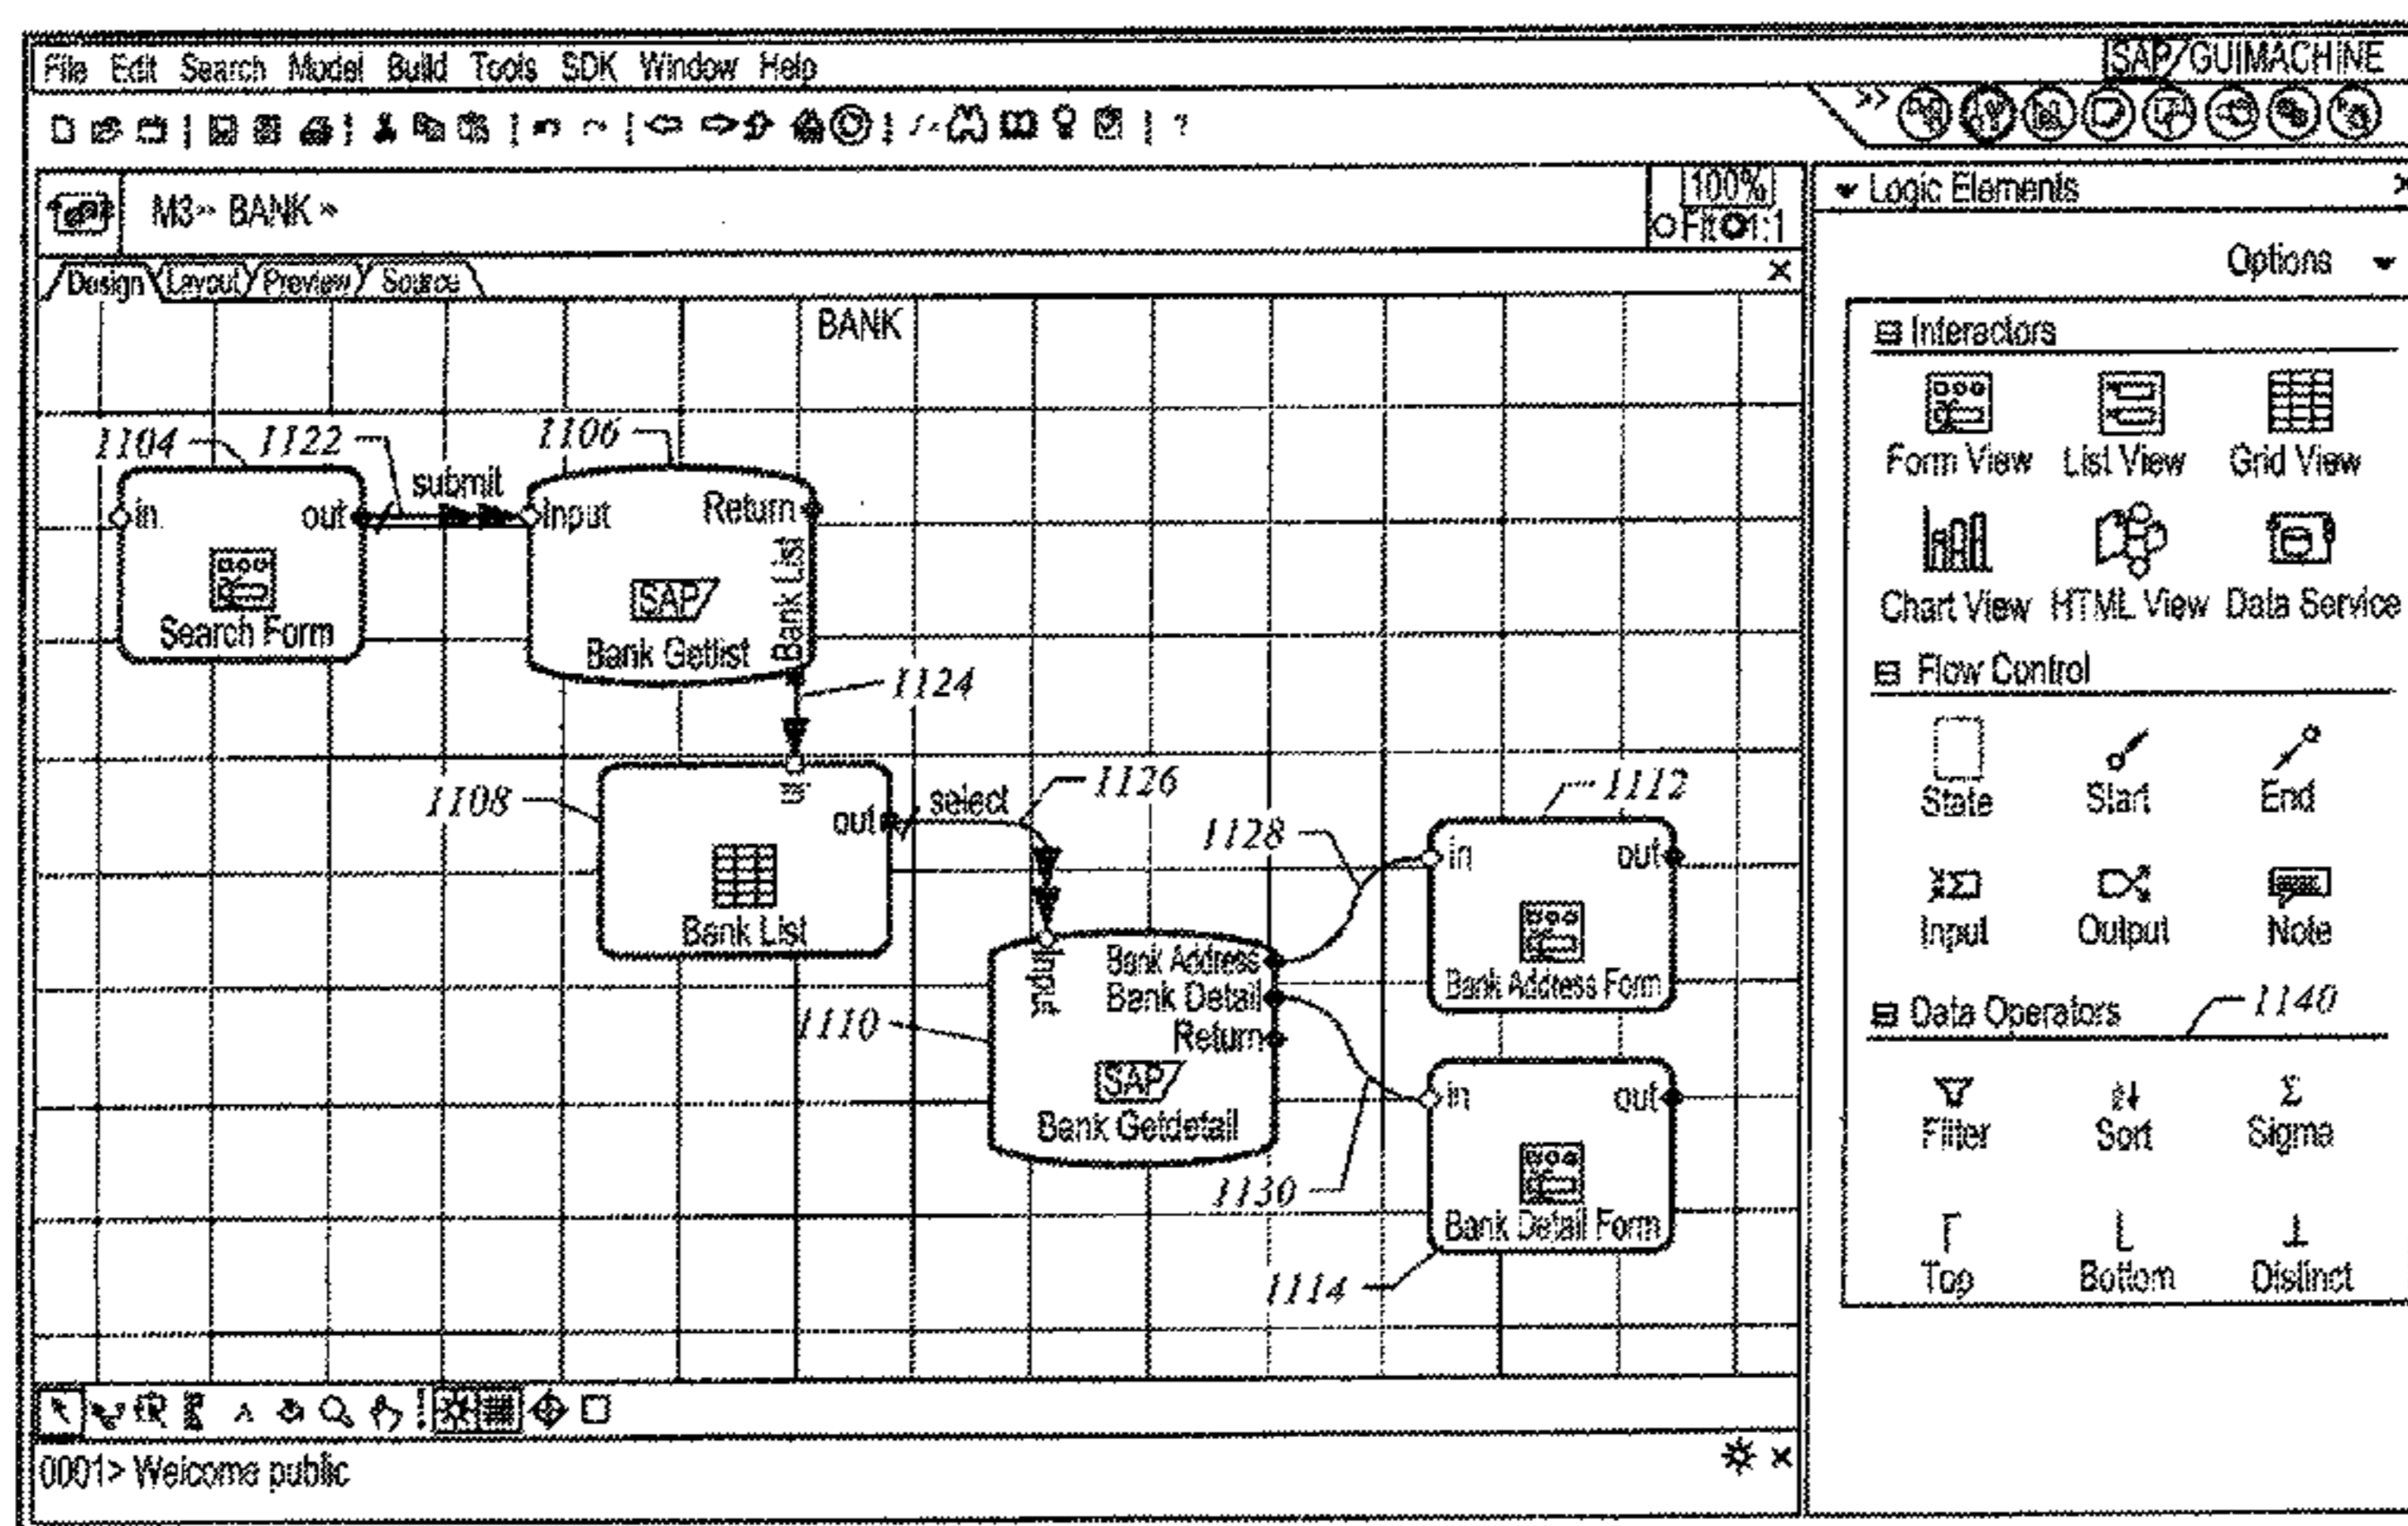 File Edit Search Model Build Tools SDK Window Help
SAP/GUIMACHINE
M3» BANK »
100%
Fit 1:1
Design Layout Preview Source
BANK
1104
1122
1106
submit
in
out
Search Form
Input
Return
Bank List
SAP
Bank Getlist
1124
1108
in
out
Bank List
select
1126
1110
Input
Bank Address
Bank Detail
Return
SAP
Bank Getdetail
1128
1112
in
out
Bank Address Form
1130
in
out
Bank Detail Form
1114
0001> Welcome public
Logic Elements
Options
Interactors
Form View List View Grid View
Chart View HTML View Data Service
Flow Control
State Start End
Input Output Note
Data Operators
1140
Filter Sort Sigma
Top Bottom Distinct